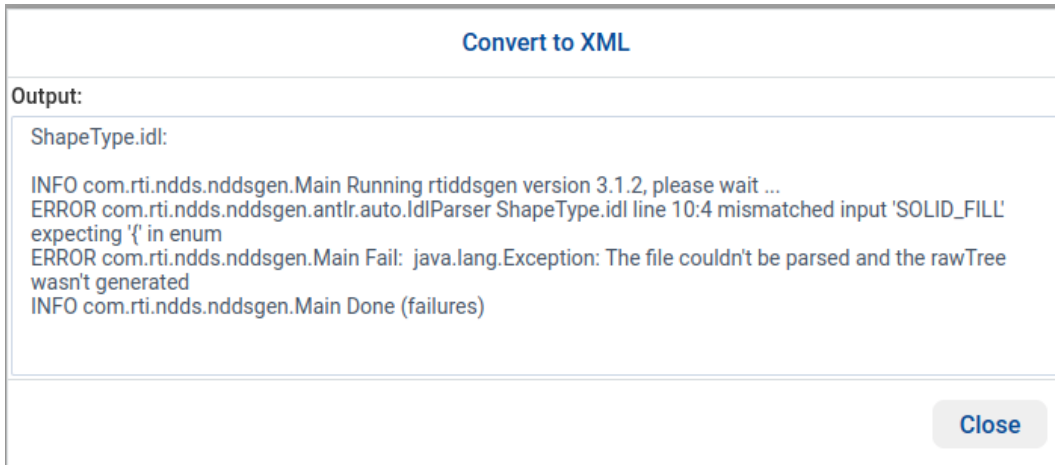 Convert to XML
Output:
ShapeType.idl:
INFO com.rti.ndds.nddsgen.Main Running rtiddsgen version 3.1.2, please wait ...
ERROR com.rti.ndds.nddsgen.antlr.auto.IdlParser ShapeType.idl line 10:4 mismatched input 'SOLID_FILL'
expecting '{' in enum
ERROR com.rti.ndds.nddsgen.Main Fail:  java.lang.Exception: The file couldn't be parsed and the rawTree
wasn't generated
INFO com.rti.ndds.nddsgen.Main Done (failures)
Close